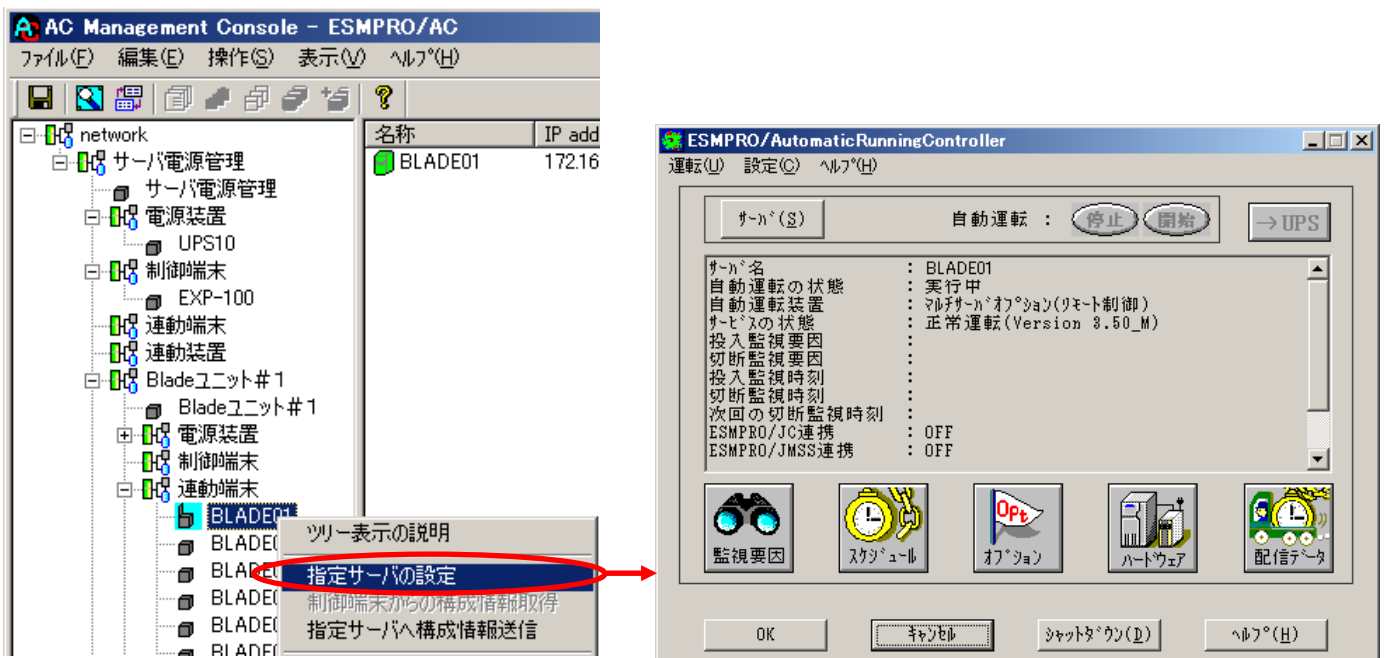 AC Management Console - ESMPRO/AC
ﾌｧｲﾙ(F) 編集(E) 操作(S) 表示(V) ﾍﾙﾌﾟ(H)
network
サーバ電源管理
サーバ電源管理
電源装置
UPS10
制御端末
EXP-100
連動端末
連動装置
Bladeユニット＃1
Bladeユニット＃1
電源装置
制御端末
連動端末
BLADE01
BLADE
BLADE
BLADE
BLADE
BLADE
名称 IP add
BLADE01 172.16
ツリー表示の説明
指定サーバの設定
制御端末からの構成情報取得
指定サーバへ構成情報送信
ESMPRO/AutomaticRunningController
運転(U) 設定(C) ﾍﾙﾌﾟ(H)
ｻｰﾊﾞ(S) 自動運転 : 停止 開始 →UPS
ｻｰﾊﾞ名 : BLADE01
自動運転の状態 : 実行中
自動運転装置 : ﾏﾙﾁｻｰﾊﾞｵﾌﾟｼｮﾝ(ﾘﾓｰﾄ制御)
ｻｰﾋﾞｽの状態 : 正常運転(Version 3.50_M)
投入監視要因 :
切断監視要因 :
投入監視時刻 :
切断監視時刻 :
次回の切断監視時刻 :
ESMPRO/JC連携 : OFF
ESMPRO/JMSS連携 : OFF
監視要因 ｽｹｼﾞｭｰﾙ Opt ｵﾌﾟｼｮﾝ ﾊｰﾄﾞｳｪｱ 配信ﾃﾞｰﾀ
OK ｷｬﾝｾﾙ ｼｬｯﾄﾀﾞｳﾝ(D) ﾍﾙﾌﾟ(H)